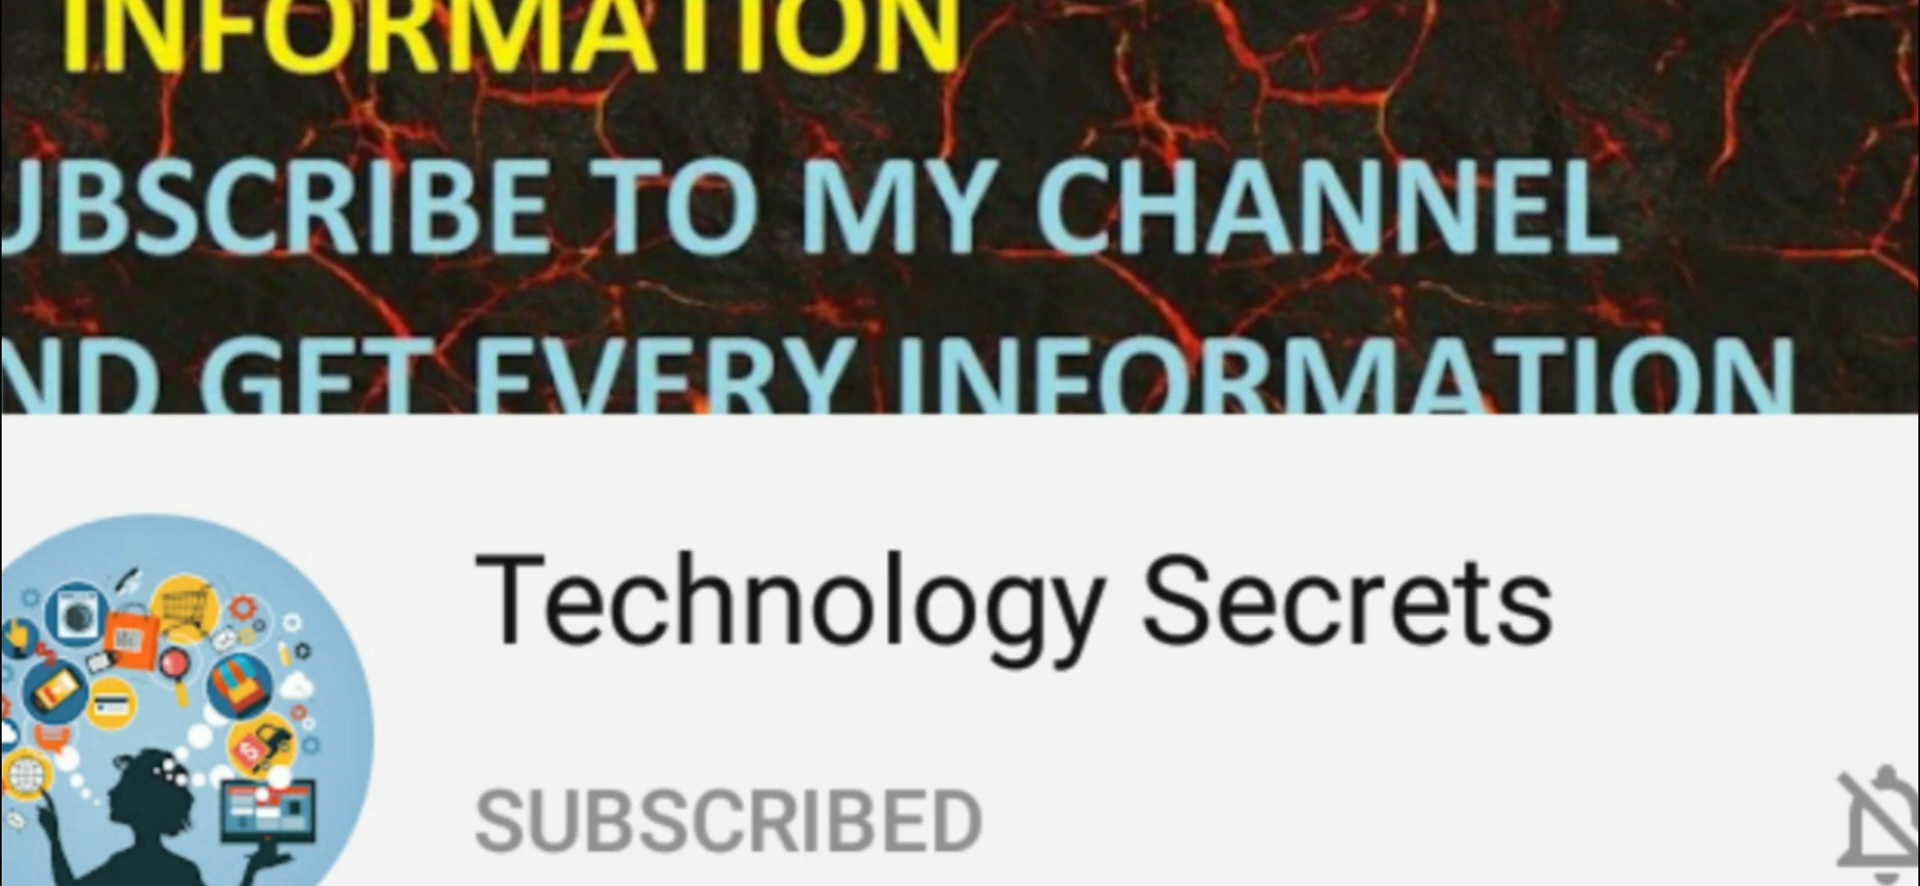 INFORMATION
UBSCRIBE TO MY CHANNEL
ND GET EVERY INFORMATION
Technology Secrets
SUBSCRIBED